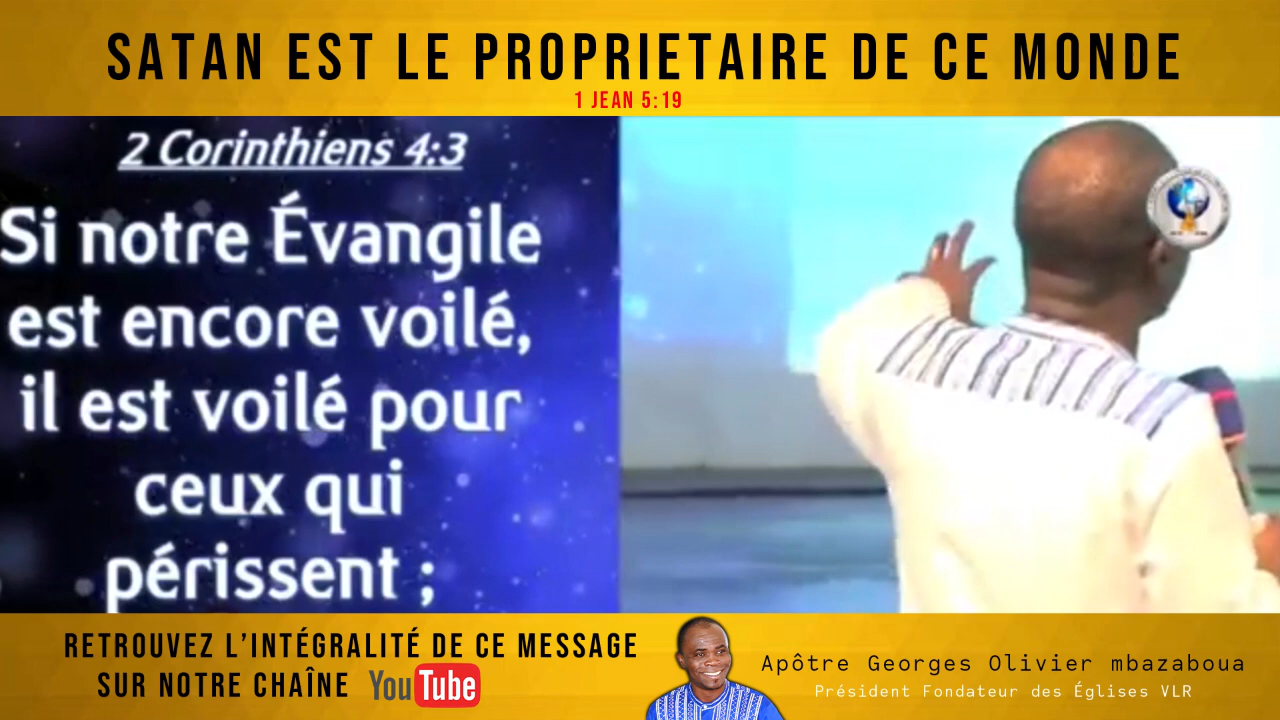 SATAN EST LE PROPRIETAIRE DE CE MONDE
1 JEAN 5:19
2 Corinthiens 4:3
Si notre Évangile
est encore voilé,
il est voilé pour
ceux qui
périssent ;
RETROUVEZ L'INTÉGRALITÉ DE CE MESSAGE
SUR NOTRE CHAÎNE YouTube
Apôtre Georges Olivier mbazaboua
Président Fondateur des Églises VLR